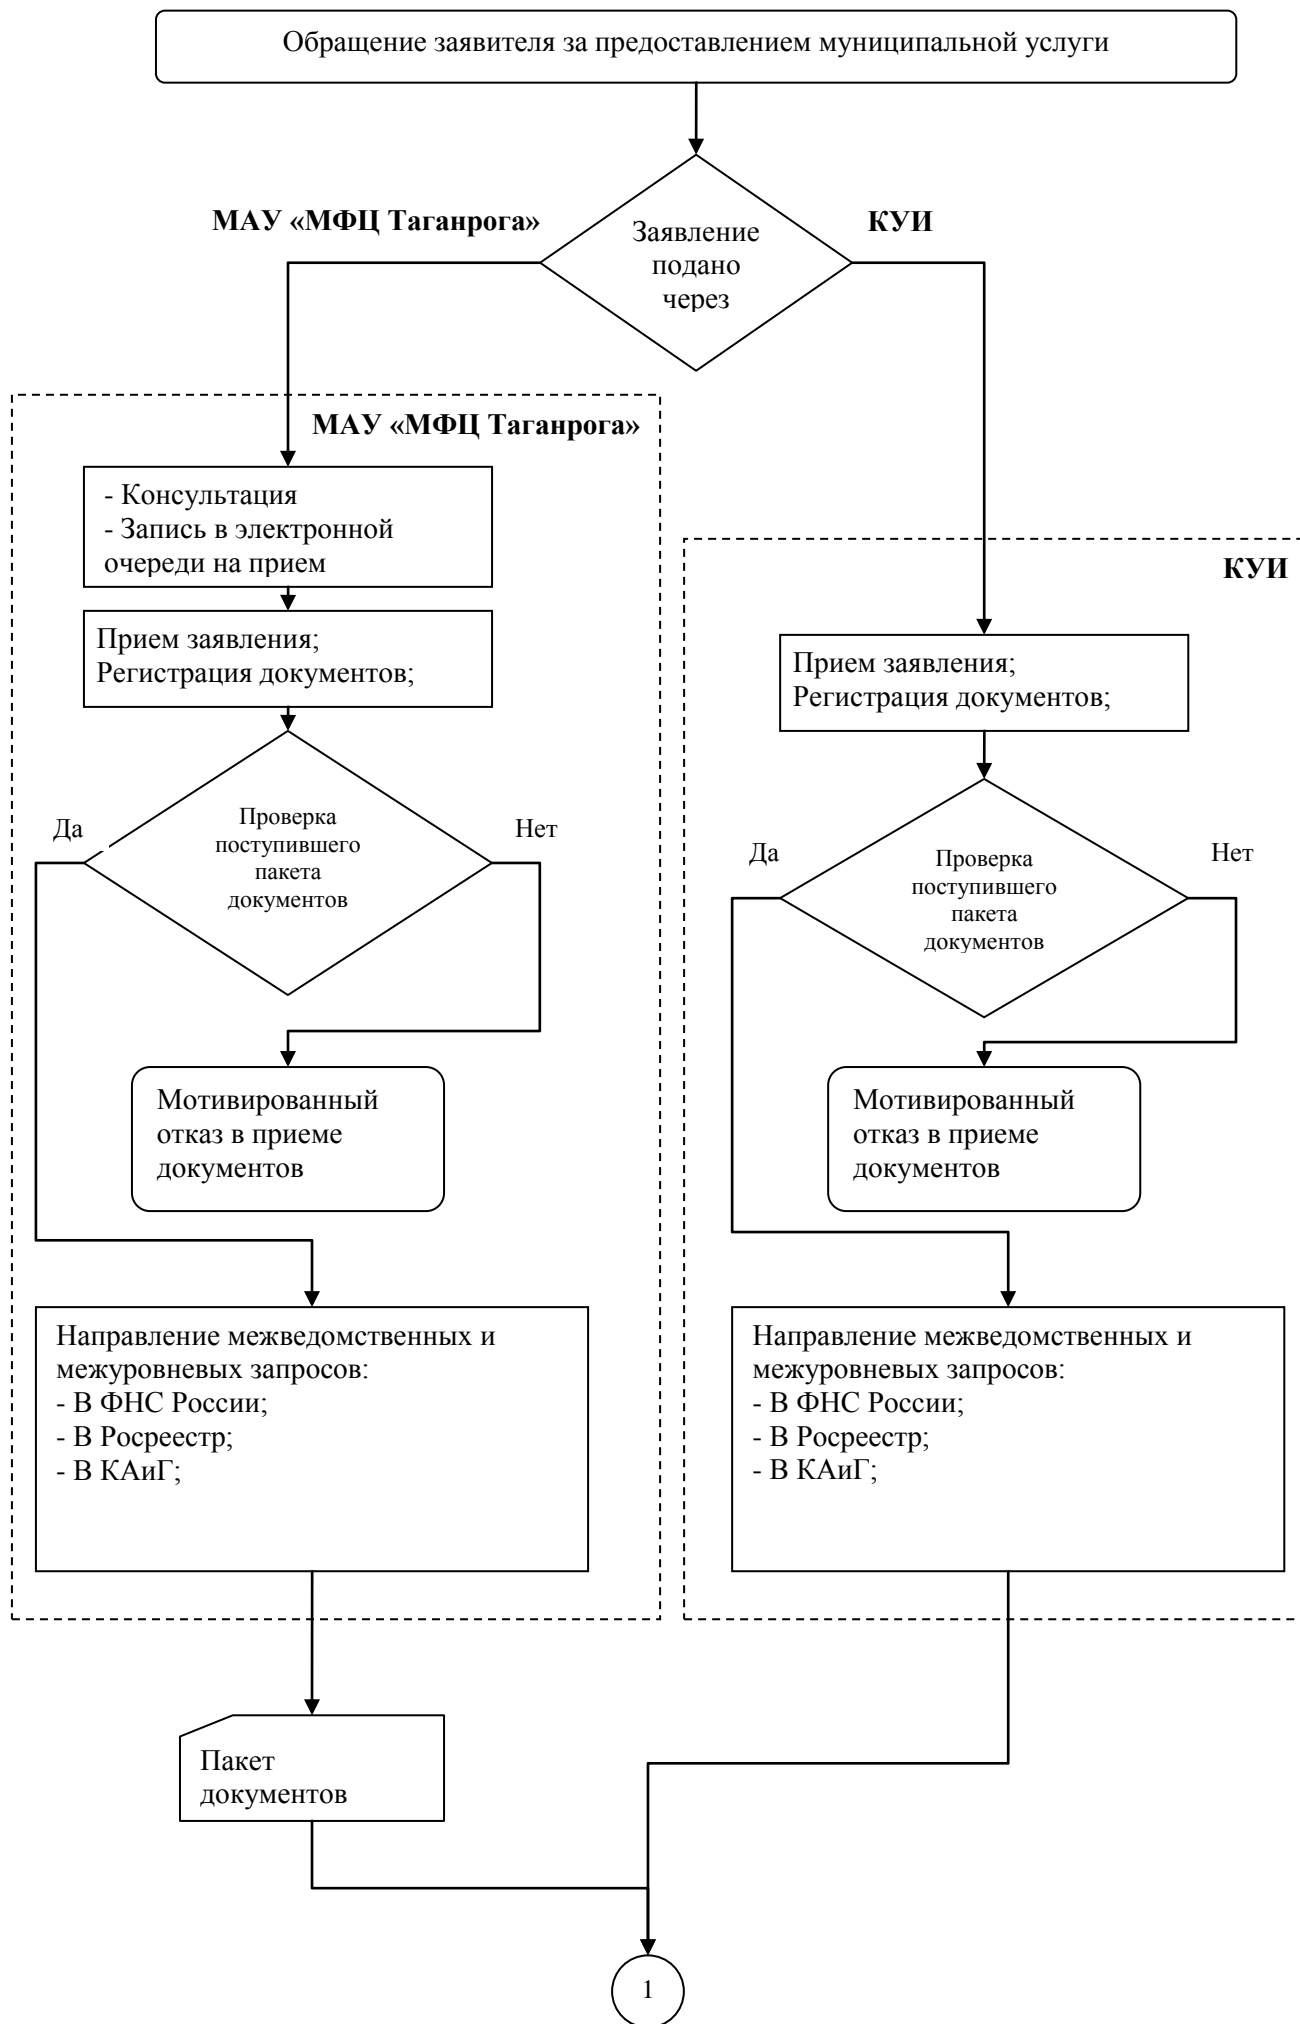 Обращение заявителя за предоставлением муниципальной услуги
МАУ «МФЦ Таганрога»
КУИ
Заявление
подано
через
МАУ «МФЦ Таганрога»
- Консультация
- Запись в электронной
очереди на прием
Прием заявления;
Регистрация документов;
Да
Проверка
поступившего
пакета
документов
Нет
Мотивированный
отказ в приеме
документов
Направление межведомственных и
межуровневых запросов:
- В ФНС России;
- В Росреестр;
- В КАиГ;
Пакет
документов
КУИ
Прием заявления;
Регистрация документов;
Да
Проверка
поступившего
пакета
документов
Нет
Мотивированный
отказ в приеме
документов
Направление межведомственных и
межуровневых запросов:
- В ФНС России;
- В Росреестр;
- В КАиГ;
1